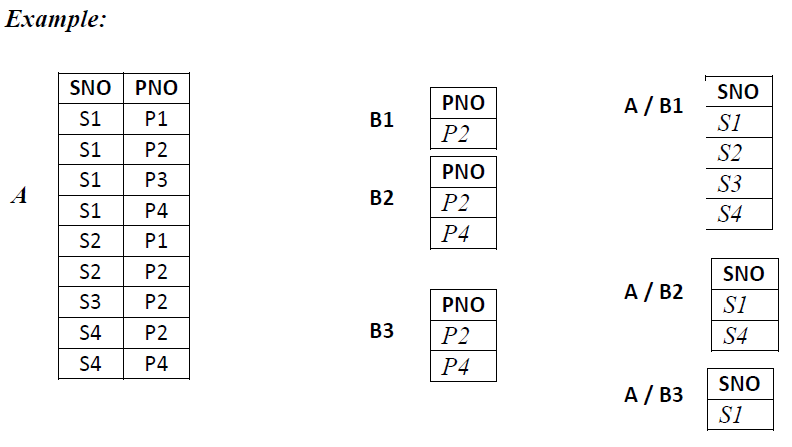 Example:
A
SNO PNO
S1 P1
S1 P2
S1 P3
S1 P4
S2 P1
S2 P2
S3 P2
S4 P2
S4 P4
B1
PNO
P2
B2
PNO
P2
P4
B3
PNO
P2
P4
A / B1
SNO
S1
S2
S3
S4
A / B2
SNO
S1
S4
A / B3
SNO
S1